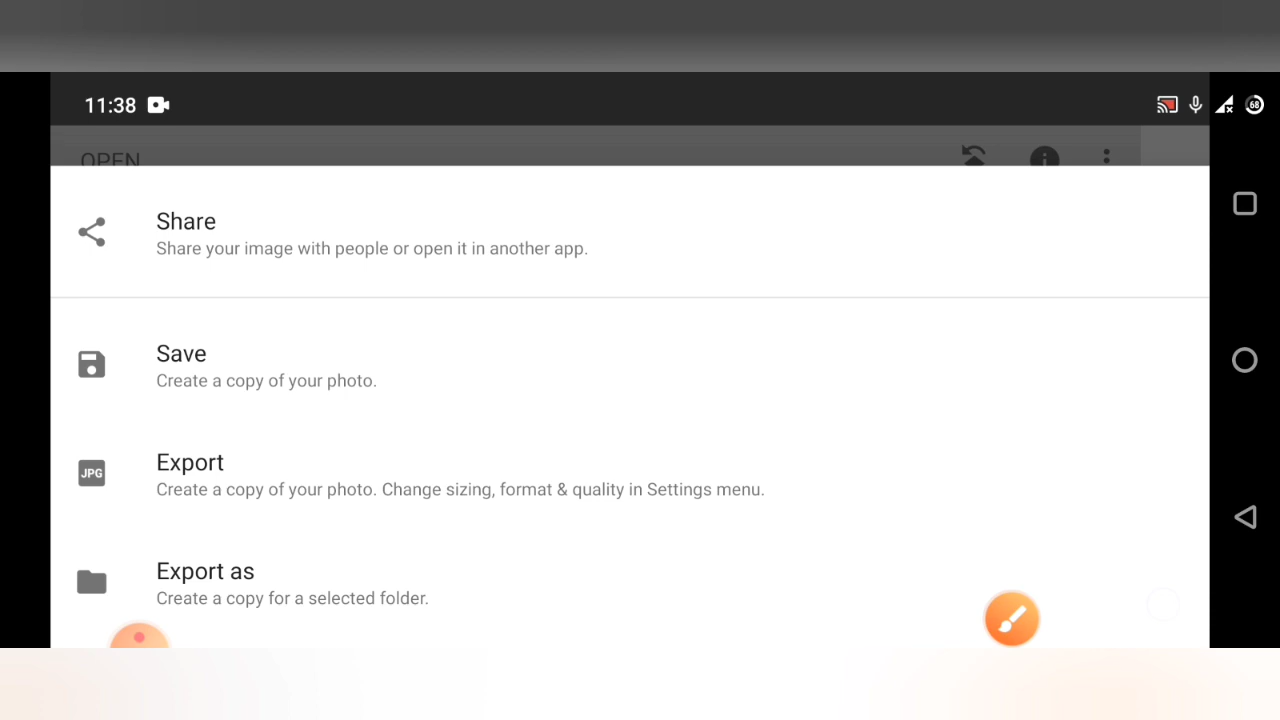 11:38
68
OPEN
Share
Share your image with people or open it in another app.
Save
Create a copy of your photo.
JPG
Export
Create a copy of your photo. Change sizing, format & quality in Settings menu.
Export as
Create a copy for a selected folder.